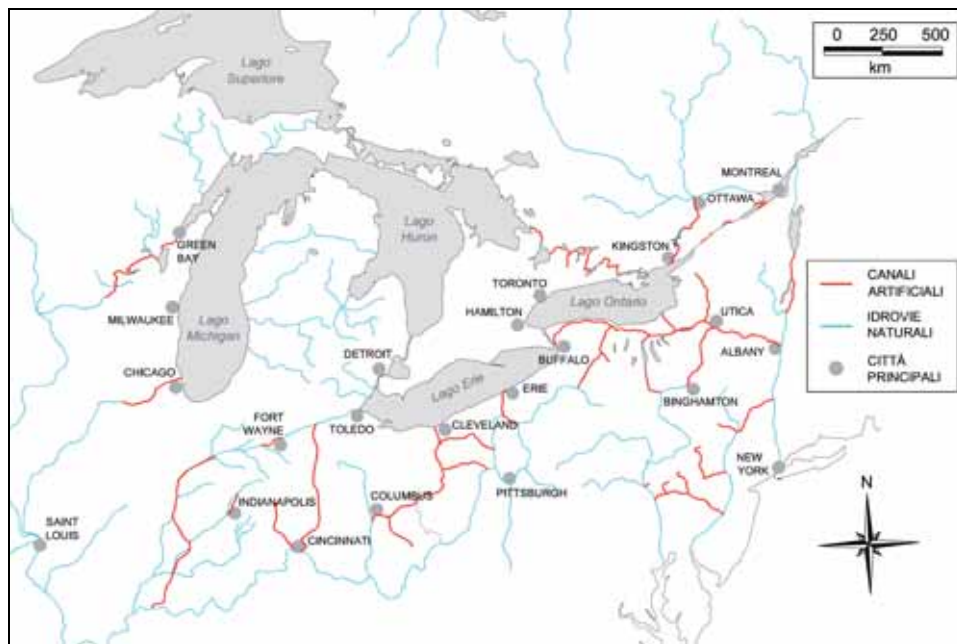 0 250 500
km
Lago
Superiore
MONTREAL
OTTAWA
Lago
Huron
KINGSTON
GREEN
BAY
TORONTO
Lago Ontario
CANALI
ARTIFICIALI
MILWAUKEE
Lago
Michigan
HAMILTON
UTICA
IDROVIE
NATURALI
DETROIT
BUFFALO
ALBANY
CHICAGO
Lago Erie
ERIE
CITTÀ
PRINCIPALI
BINGHAMTON
FORT
WAYNE
TOLEDO
CLEVELAND
NEW
YORK
PITTSBURGH
N
INDIANAPOLIS
COLUMBUS
SAINT
LOUIS
CINCINNATI